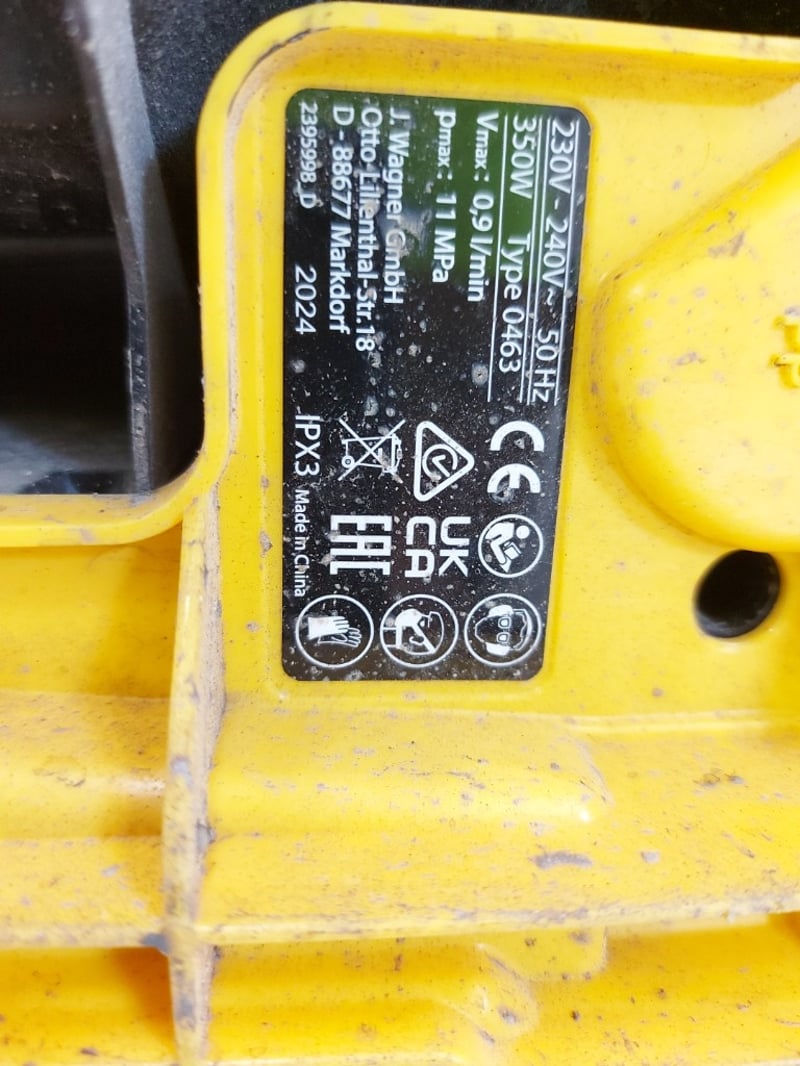 230V - 240V~ 50 Hz
350W Type 0463
Vmax: 0,9 l/min
pmax: 11 MPa
J. Wagner GmbH
Otto-Lilienthal-Str.18
D - 88677 Markdorf
2395998_D 2024
CE
UK
CA
EAC
IPX3 Made in China